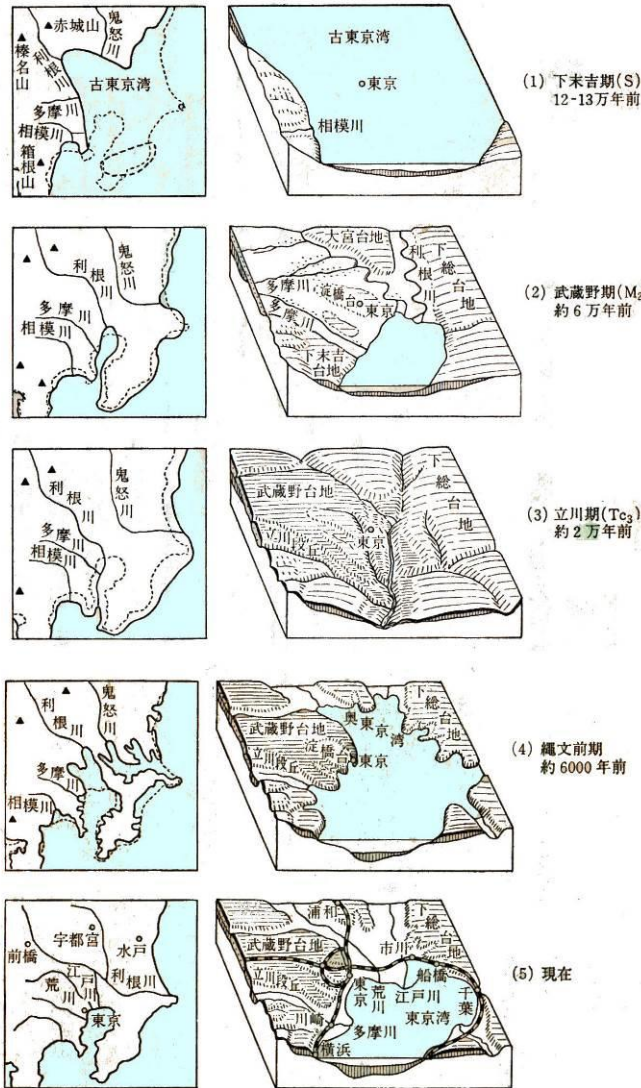 赤城山
鬼怒川
榛名山
利根川
古東京湾
多摩川
相模川
箱根山
古東京湾
東京
相模川
(1) 下末吉期(S)
12-13万年前
鬼怒川
利根川
多摩川
相模川
大宮台地
利根川
下総台地
多摩川
淀橋台
東京
多摩川
下末吉台地
(2) 武蔵野期(M₂
約6万年前
鬼怒川
利根川
多摩川
相模川
下総台地
武蔵野台地
東京
立川段丘
(3) 立川期(Tc₃)
約2万年前
鬼怒川
利根川
多摩川
相模川
下総台地
奥東京湾
武蔵野台地
淀橋台
立川段丘
東京
(4) 縄文前期
約6000年前
宇都宮
水戸
前橋
江戸川
利根川
荒川
東京
浦和
下総台地
武蔵野台地
市川
立川段丘
船橋
東京
荒川
江戸川
千葉
東京湾
川崎
多摩川
横浜
(5) 現在